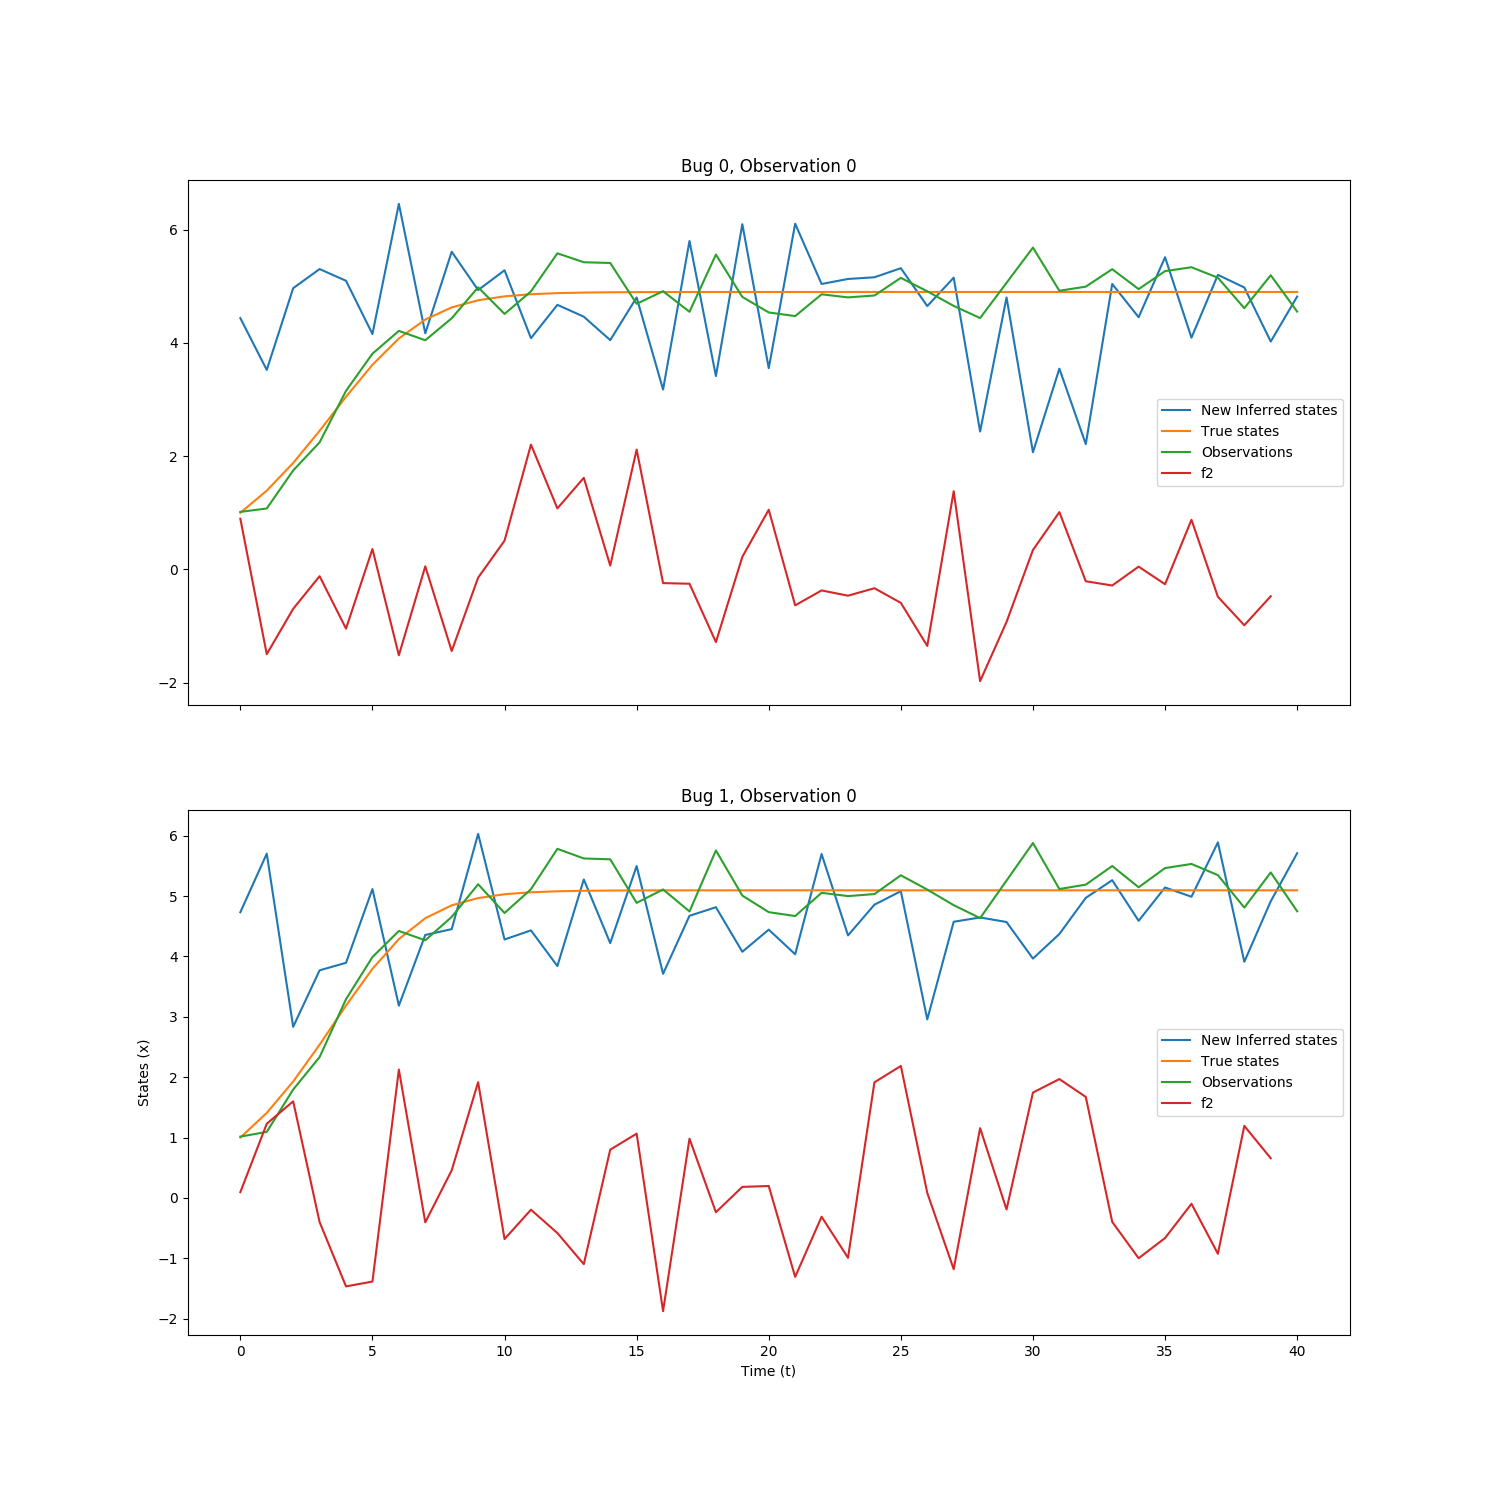 Bug 0, Observation 0
6
4
2
0
−2
New Inferred states
True states
Observations
f2
Bug 1, Observation 0
States (x)
6
5
4
3
2
1
0
−1
−2
New Inferred states
True states
Observations
f2
0 5 10 15 20 25 30 35 40
Time (t)